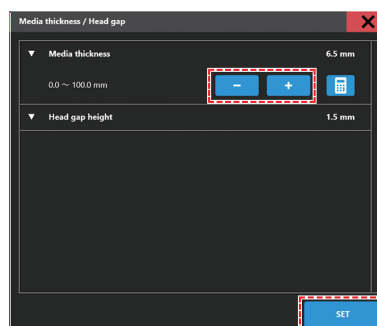 Media thickness / Head gap
▼ Media thickness 6.5 mm
0.0 ～ 100.0 mm − +
▼ Head gap height 1.5 mm
SET